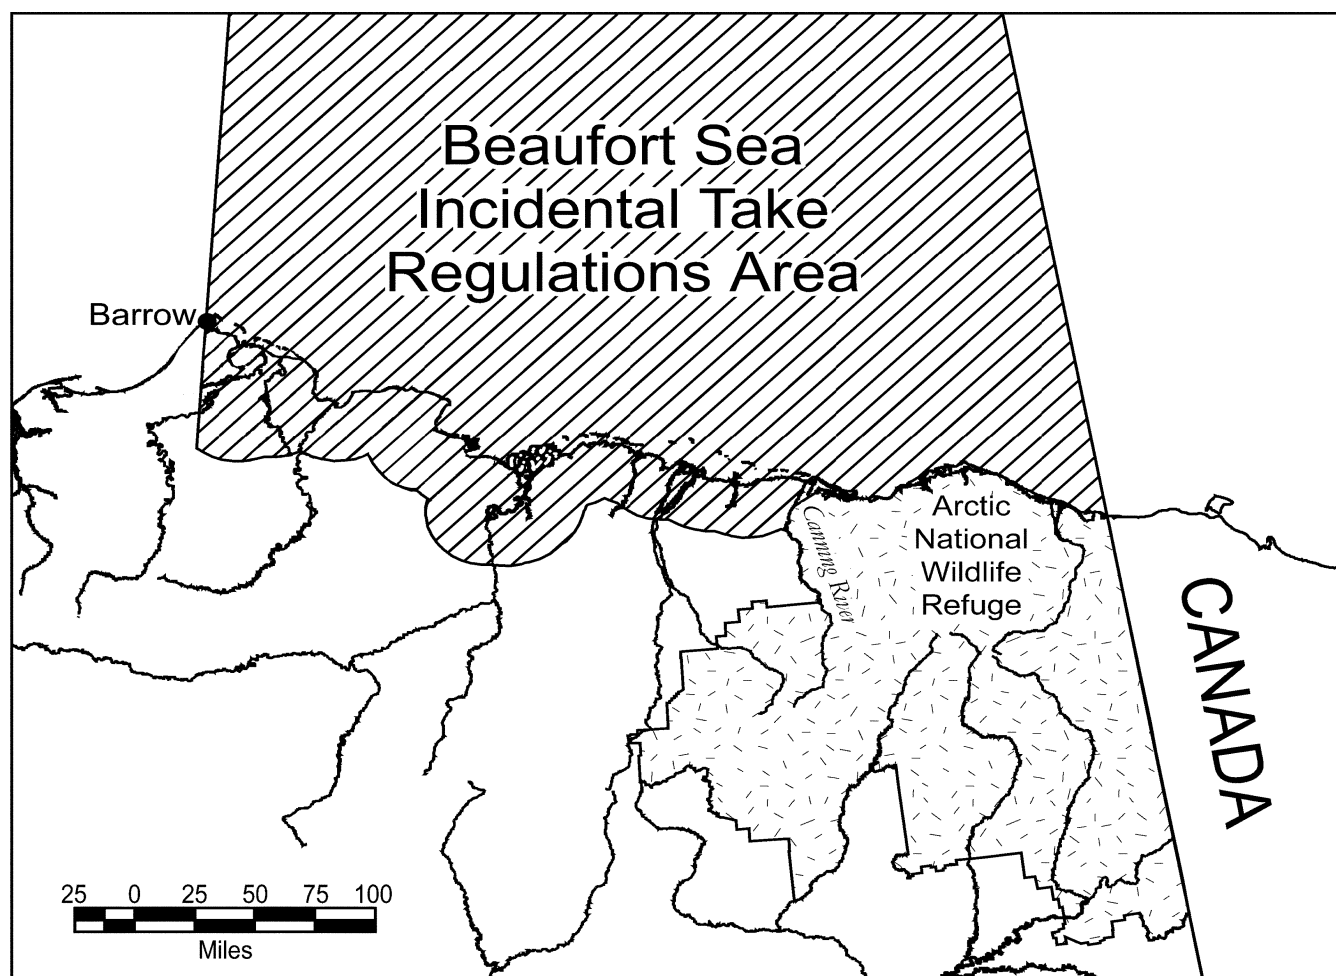 Beaufort Sea
Incidental Take
Regulations Area
Barrow
Arctic
National
Wildlife
Refuge
Canning River
CANADA
25 0 25 50 75 100
Miles